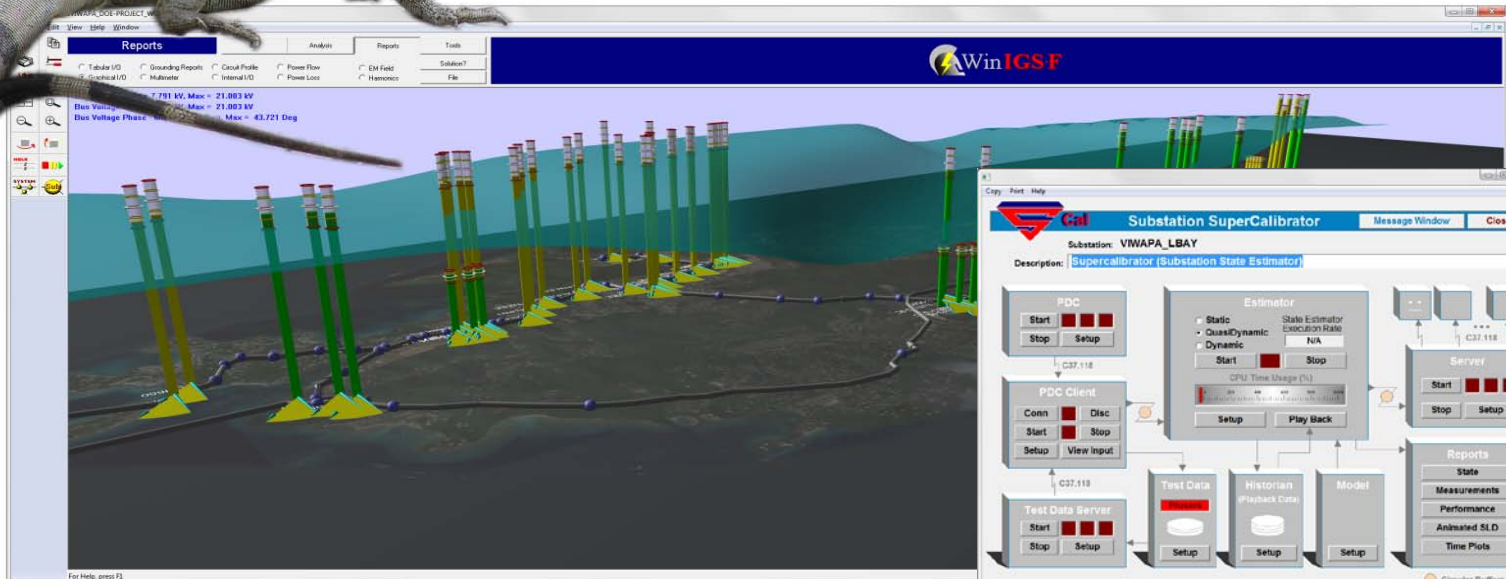 VIWAPA_DOE-PROJECT_W
Edit View Help Window
Reports
Analysis
Reports
Tools
Tabular I/O
Grounding Reports
Circuit Profile
Power Flow
EM Field
Solution?
Graphical I/O
Multimeter
Internal I/O
Power Loss
Harmonics
File
WinIGS-F
7.791 kV, Max = 21.003 kV
Bus Voltage
Max = 21.003 kV
Bus Voltage Phase
Max = 43.721 Deg
HOLE
SYSTEM
Sub
For Help, press F1
Copy Print Help
Cal
Substation SuperCalibrator
Message Window
Clos
Substation: VIWAPA_LBAY
Description: Supercalibrator (Substation State Estimator)
PDC
Start
Stop
Setup
C37.118
PDC Client
Conn
Disc
Start
Stop
Setup
View Input
C37.118
Test Data Server
Start
Stop
Setup
Estimator
Static
QuasiDynamic
Dynamic
State Estimator
Execution Rate
N/A
Start
Stop
CPU Time Usage (%)
Setup
Play Back
Test Data
Phasors
Setup
Historian
(Playback Data)
Setup
Model
Setup
C37.118
Server
Start
Stop
Setup
Reports
State
Measurements
Performance
Animated SLD
Time Plots